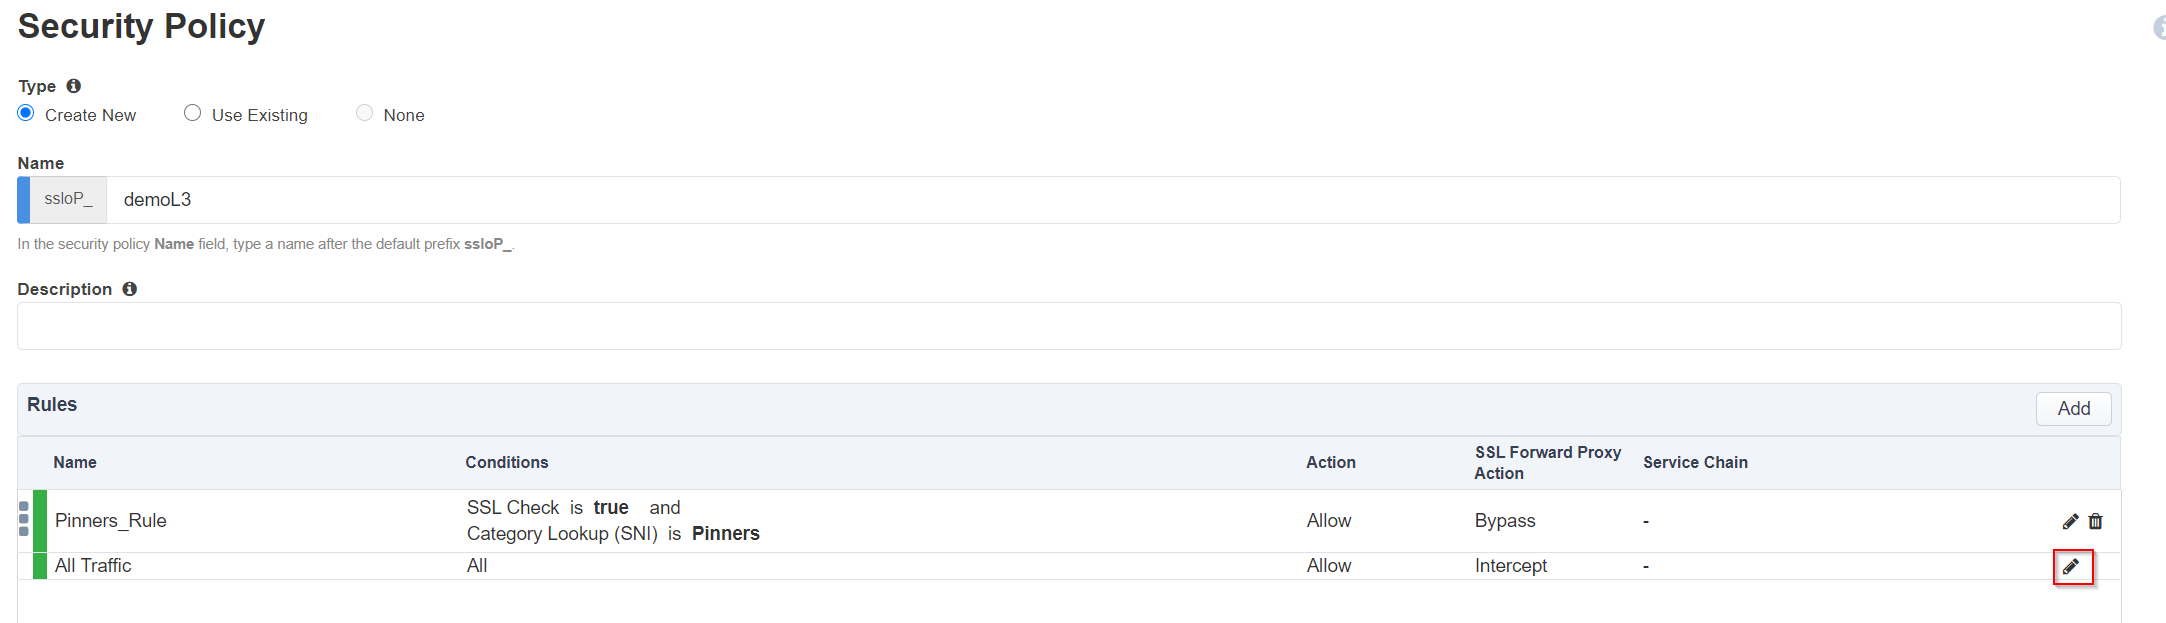 Security Policy
Type
Create New Use Existing None
Name
ssloP_ demoL3
In the security policy Name field, type a name after the default prefix ssloP_.
Description
Rules Add
Name Conditions Action SSL Forward Proxy Action Service Chain
Pinners_Rule SSL Check is true and Allow Bypass -
Category Lookup (SNI) is Pinners
All Traffic All Allow Intercept -